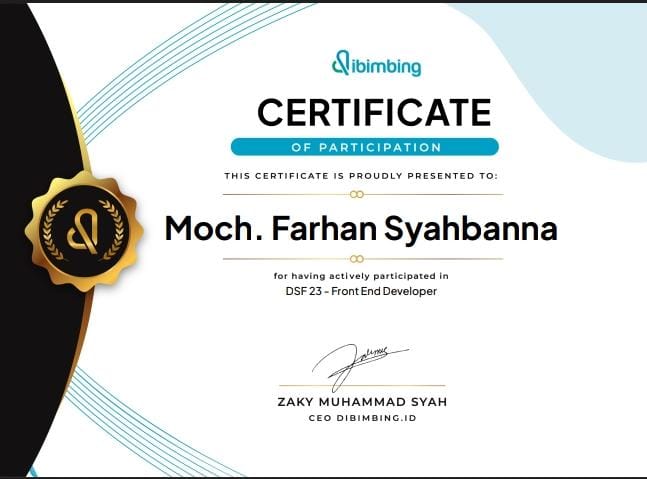 dibimbing
CERTIFICATE
OF PARTICIPATION
THIS CERTIFICATE IS PROUDLY PRESENTED TO:
Moch. Farhan Syahbanna
for having actively participated in
DSF 23 - Front End Developer
ZAKY MUHAMMAD SYAH
CEO DIBIMBING.ID